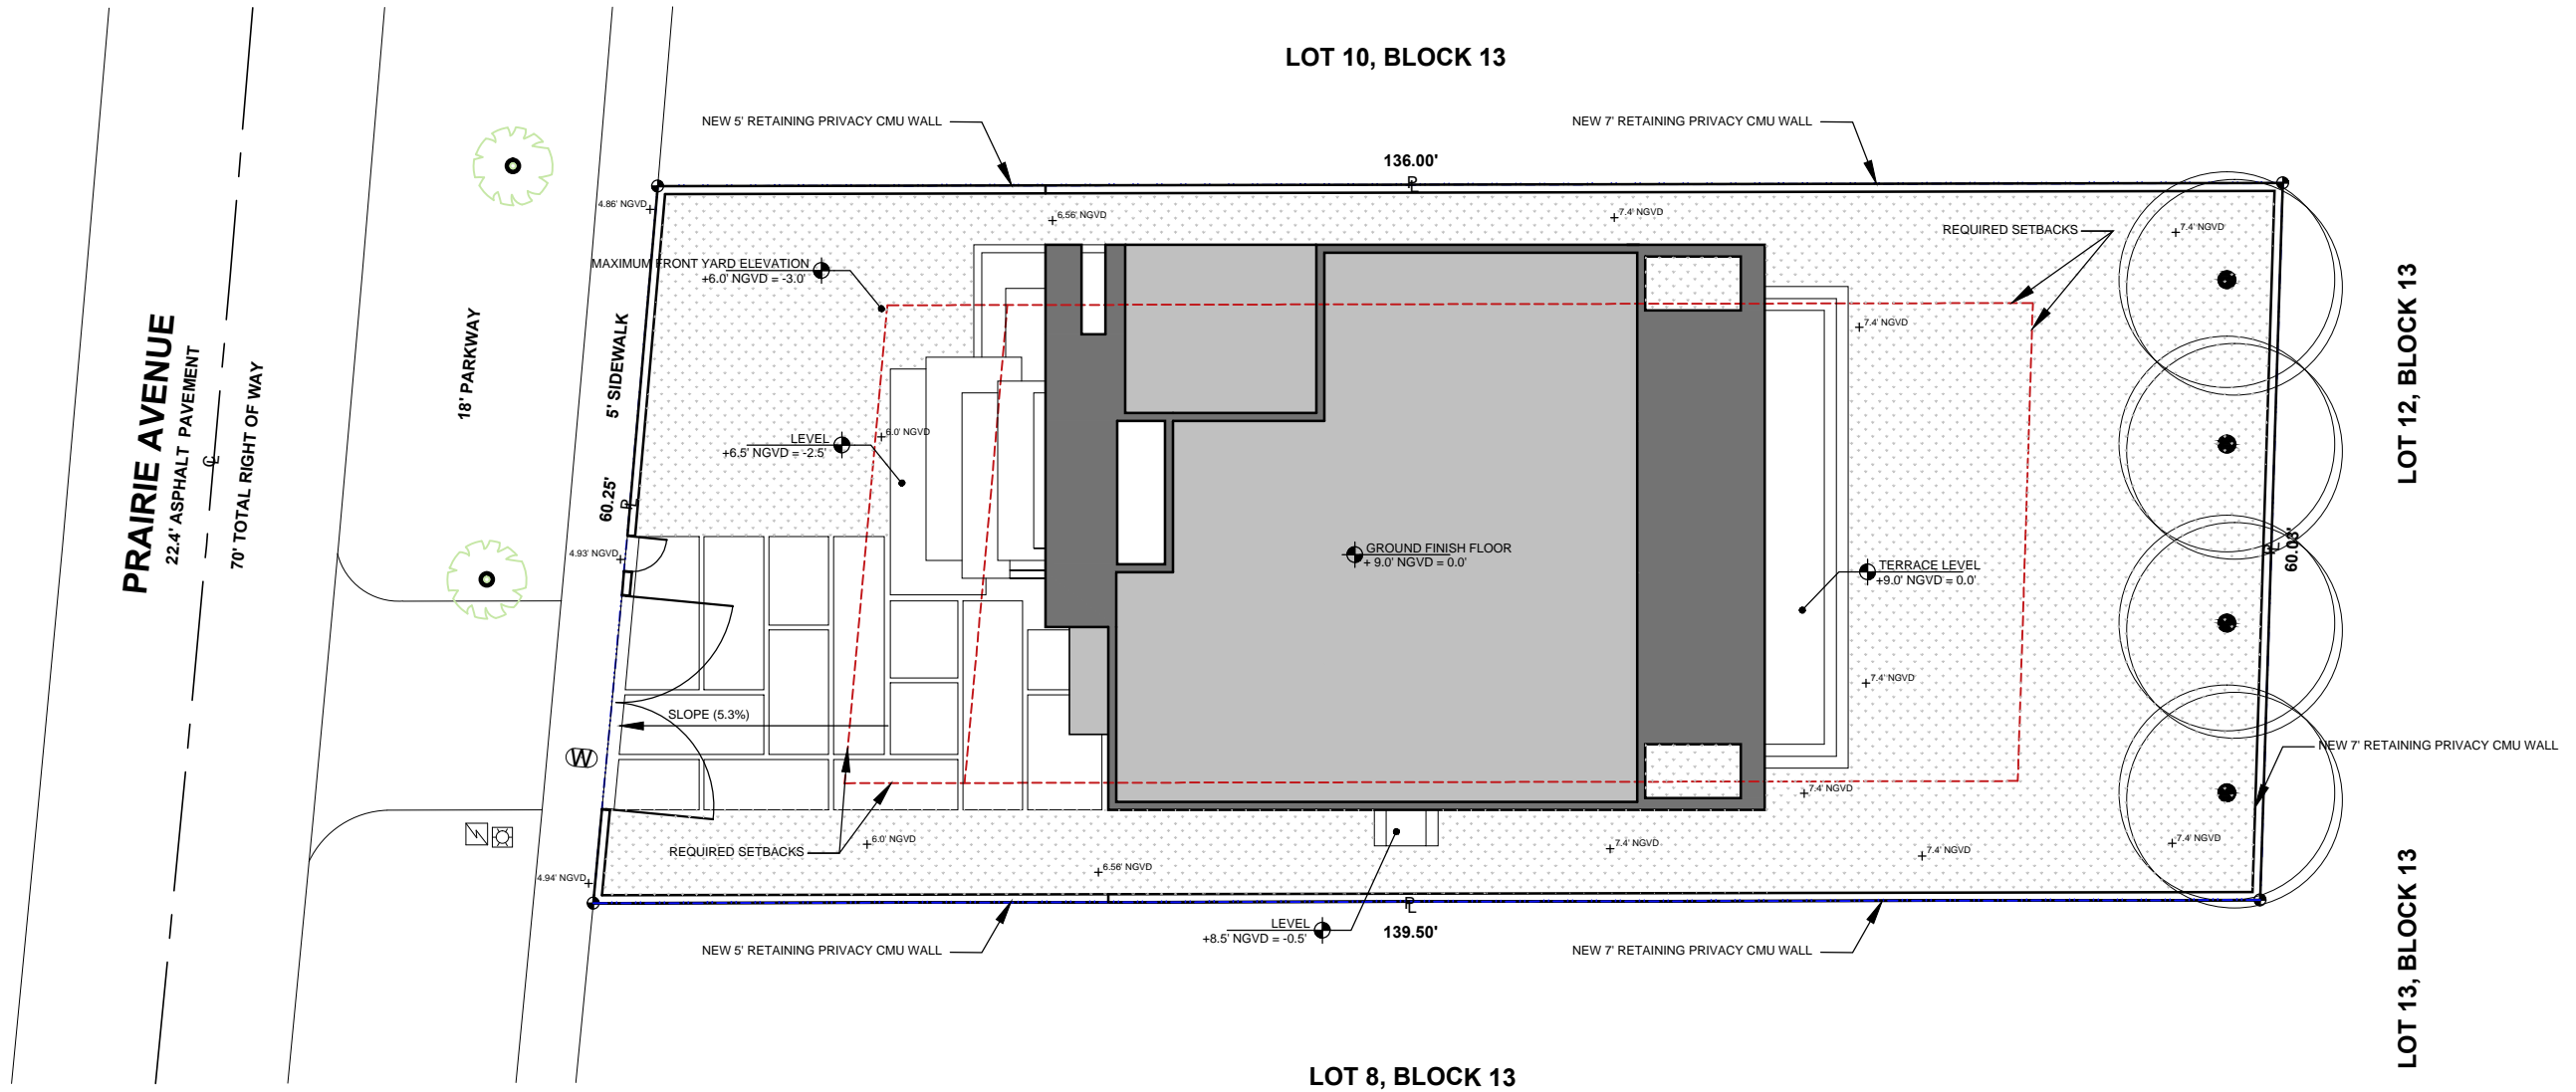 LOT 10, BLOCK 13
NEW 5' RETAINING PRIVACY CMU WALL
NEW 7' RETAINING PRIVACY CMU WALL
136.00'
PL
4.86' NGVD
6.56' NGVD
7.4' NGVD
7.4' NGVD
REQUIRED SETBACKS
MAXIMUM FRONT YARD ELEVATION
+6.0' NGVD = -3.0'
PRAIRIE AVENUE
22.4' ASPHALT PAVEMENT
CL
70' TOTAL RIGHT OF WAY
18' PARKWAY
5' SIDEWALK
60.25'
PL
7.4' NGVD
LOT 12, BLOCK 13
6.0' NGVD
LEVEL
+6.5' NGVD = -2.5'
4.93' NGVD
GROUND FINISH FLOOR
+ 9.0' NGVD = 0.0'
TERRACE LEVEL
+9.0' NGVD = 0.0'
PL
60.03'
7.4' NGVD
SLOPE (5.3%)
W
NEW 7' RETAINING PRIVACY CMU WALL
7.4' NGVD
REQUIRED SETBACKS
6.0' NGVD
6.56' NGVD
7.4' NGVD
7.4' NGVD
7.4' NGVD
4.94' NGVD
PL
LEVEL
+8.5' NGVD = -0.5'
139.50'
NEW 5' RETAINING PRIVACY CMU WALL
NEW 7' RETAINING PRIVACY CMU WALL
LOT 13, BLOCK 13
LOT 8, BLOCK 13